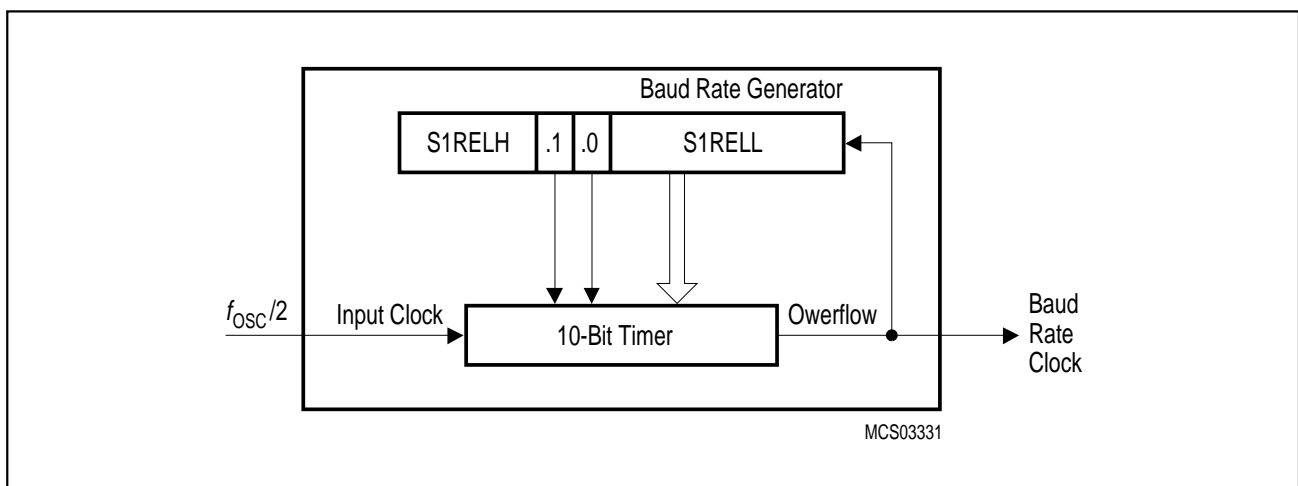 Baud Rate Generator
S1RELH .1 .0 S1RELL
fOSC/2 Input Clock
10-Bit Timer
Owerflow
Baud
Rate
Clock
MCS03331